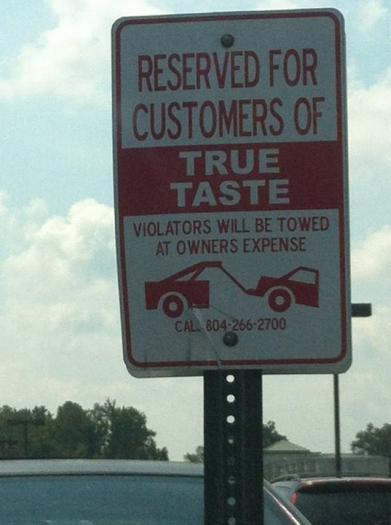 RESERVED FOR
CUSTOMERS OF
TRUE
TASTE
VIOLATORS WILL BE TOWED
AT OWNERS EXPENSE
CALL 804-266-2700